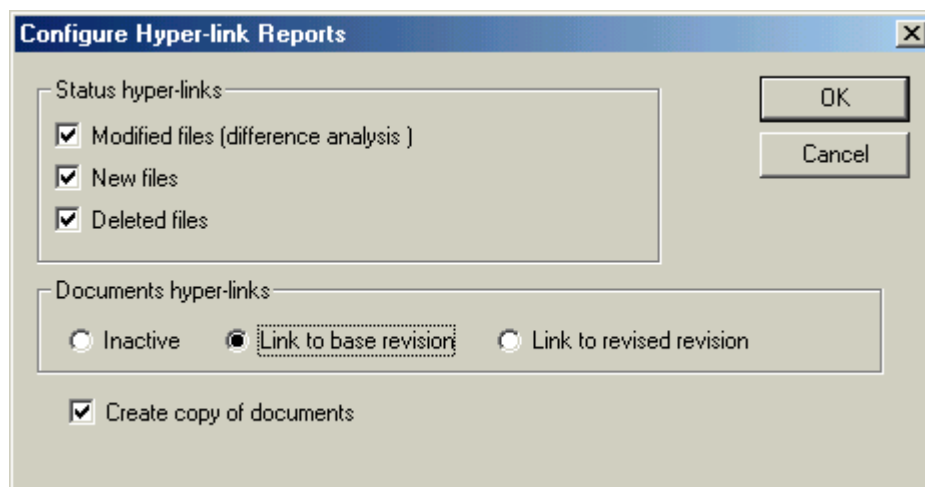 Configure Hyper-link Reports
Status hyper-links
OK
Modified files (difference analysis )
Cancel
New files
Deleted files
Documents hyper-links
Inactive Link to base revision Link to revised revision
Create copy of documents